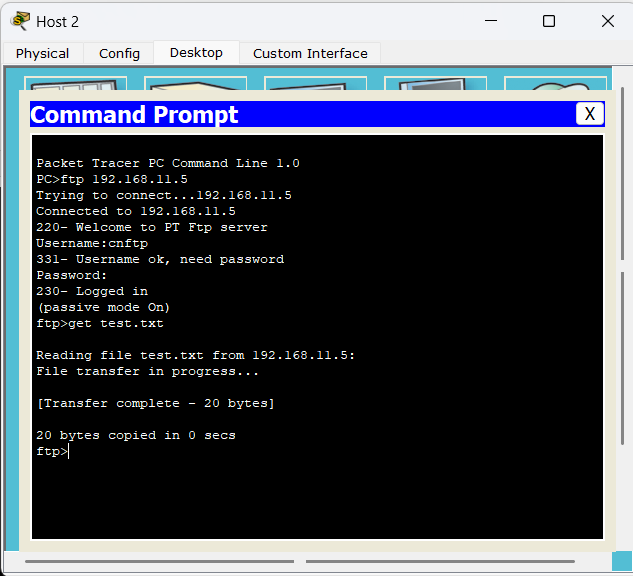 Host 2
Physical Config Desktop Custom Interface
Command Prompt X
Packet Tracer PC Command Line 1.0
PC>ftp 192.168.11.5
Trying to connect...192.168.11.5
Connected to 192.168.11.5
220- Welcome to PT Ftp server
Username:cnftp
331- Username ok, need password
Password:
230- Logged in
(passive mode On)
ftp>get test.txt
Reading file test.txt from 192.168.11.5:
File transfer in progress...
[Transfer complete - 20 bytes]
20 bytes copied in 0 secs
ftp>